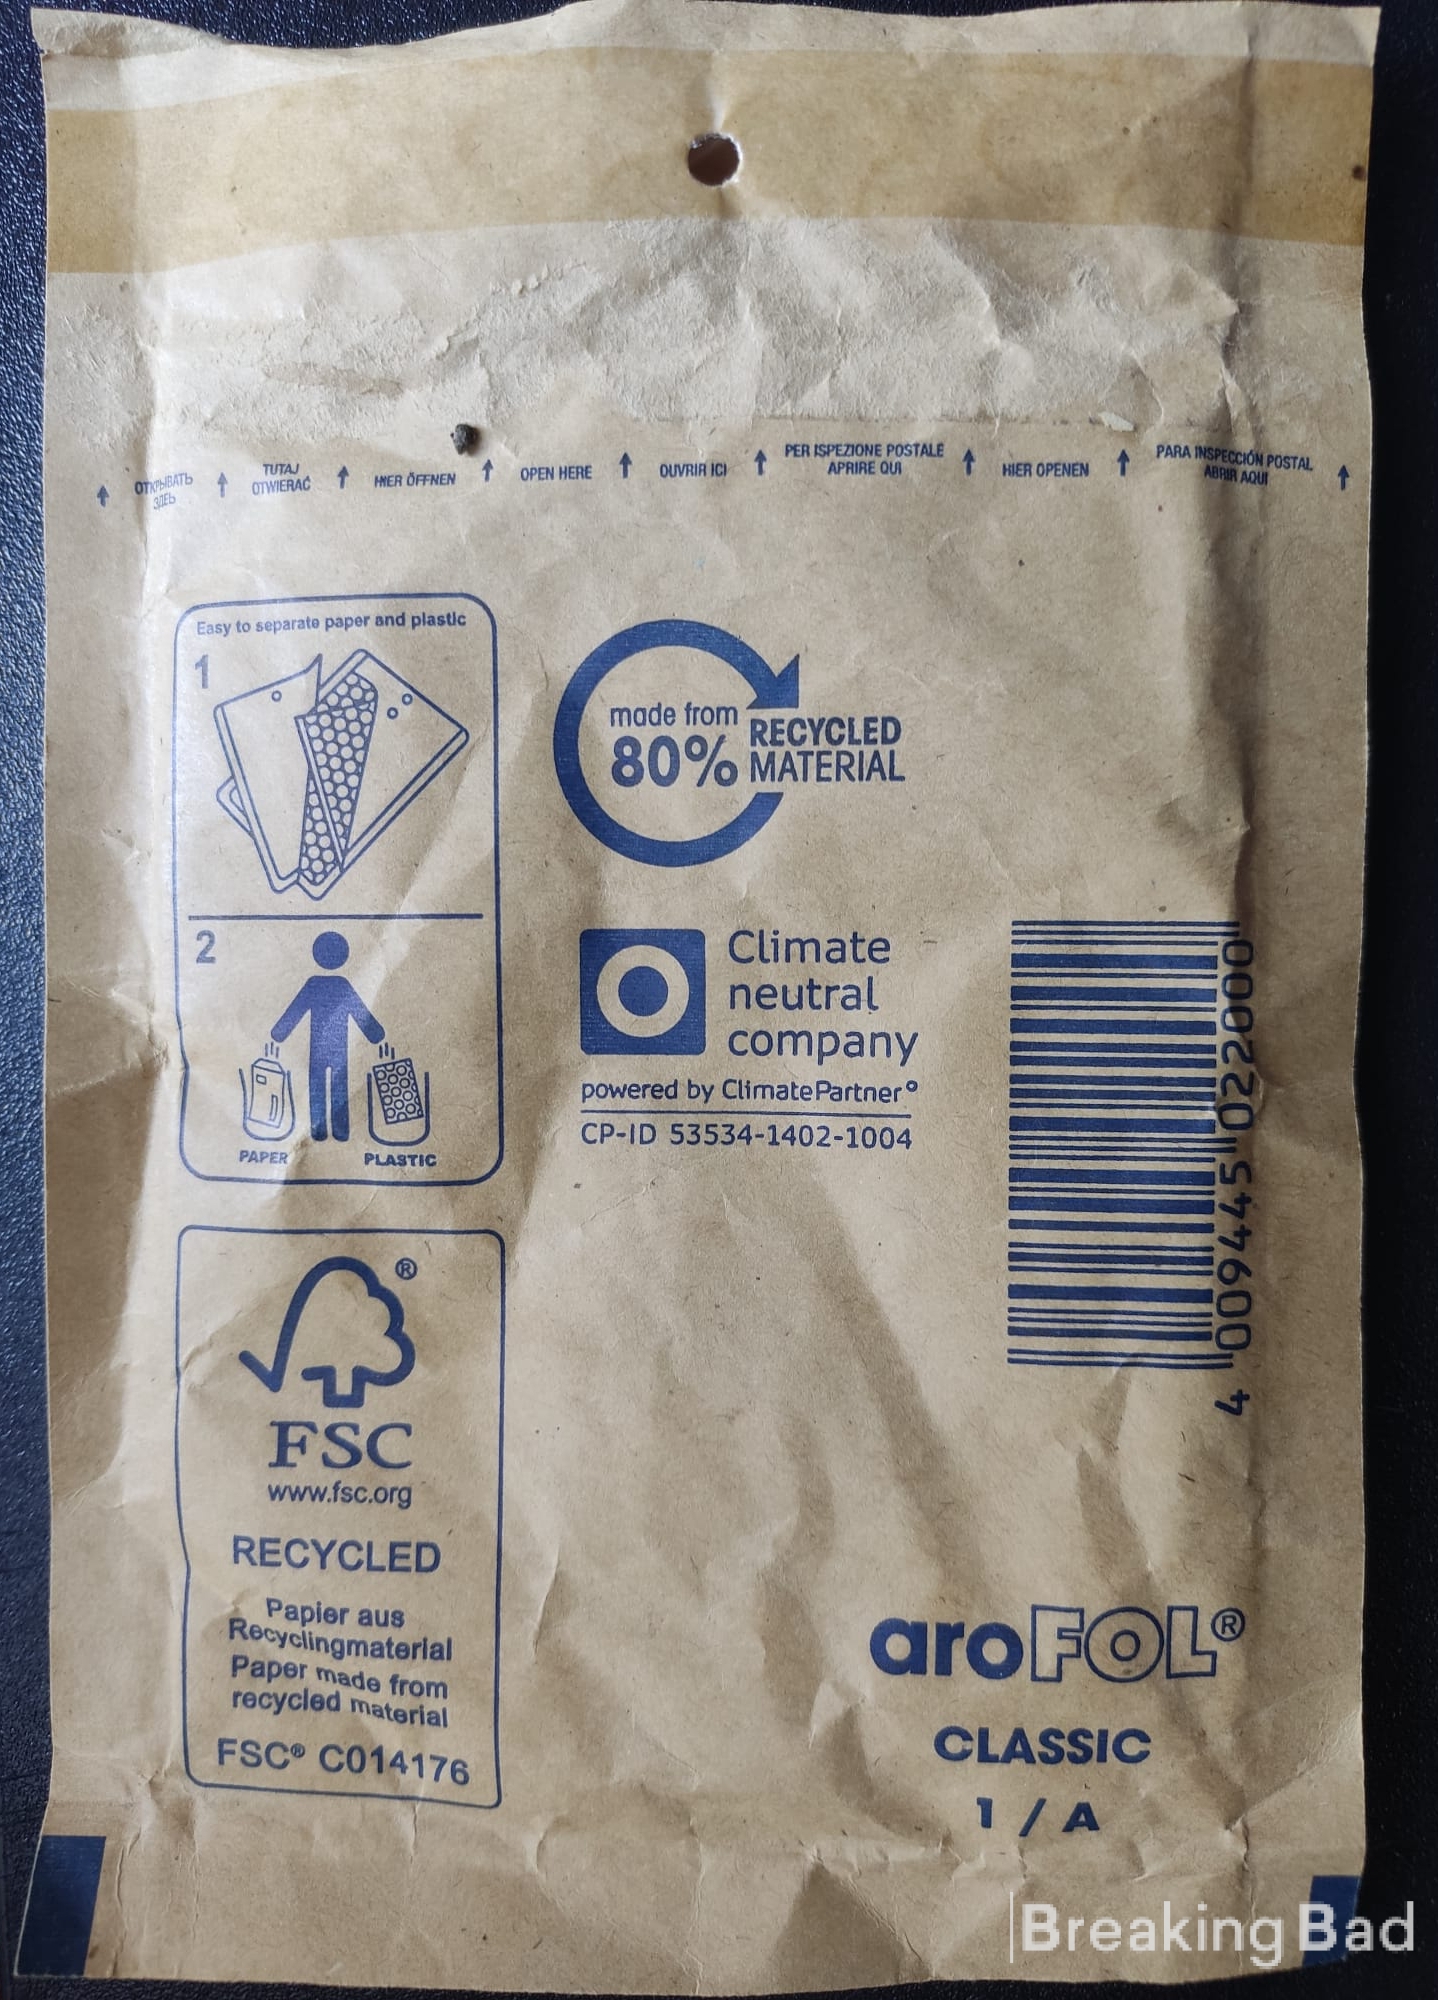 ОТКРЫВАТЬ
ЗДЕЬ
TUTAJ
OTWIERAĆ
HIER ÖFFNEN
OPEN HERE
OUVRIR ICI
PER ISPEZIONE POSTALE
APRIRE QUI
HIER OPENEN
PARA INSPECCIÓN POSTAL
ABRIR AQUI
Easy to separate paper and plastic
1
2
PAPER
PLASTIC
made from
80%
RECYCLED
MATERIAL
Climate
neutral
company
powered by ClimatePartner°
CP-ID 53534-1402-1004
4 009445 022000
®
FSC
www.fsc.org
RECYCLED
Papier aus
Recyclingmaterial
Paper made from
recycled material
FSC® C014176
aroFOL®
CLASSIC
1 / A
Breaking Bad